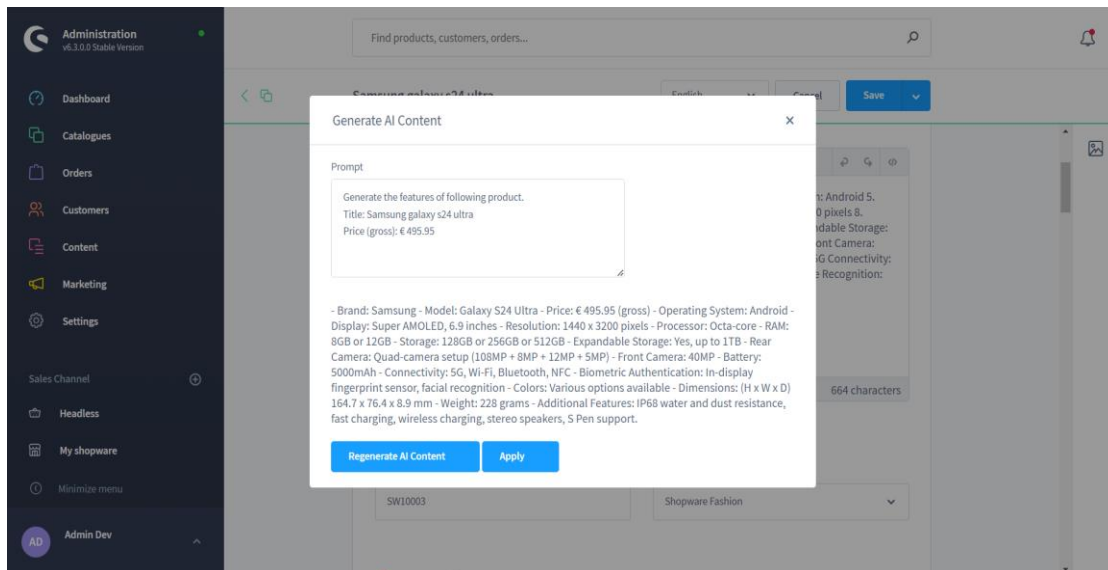 Administration
v6.3.0.0 Stable Version
Find products, customers, orders...
Dashboard
Catalogues
Orders
Customers
Content
Marketing
Settings
Sales Channel
Headless
My shopware
Minimize menu
AD
Admin Dev
Samsung galaxy s24 ultra
English
Cancel
Save
Generate AI Content
Prompt
Generate the features of following product.
Title: Samsung galaxy s24 ultra
Price (gross): € 495.95
- Brand: Samsung - Model: Galaxy S24 Ultra - Price: € 495.95 (gross) - Operating System: Android -
Display: Super AMOLED, 6.9 inches - Resolution: 1440 x 3200 pixels - Processor: Octa-core - RAM:
8GB or 12GB - Storage: 128GB or 256GB or 512GB - Expandable Storage: Yes, up to 1TB - Rear
Camera: Quad-camera setup (108MP + 8MP + 12MP + 5MP) - Front Camera: 40MP - Battery:
5000mAh - Connectivity: 5G, Wi-Fi, Bluetooth, NFC - Biometric Authentication: In-display
fingerprint sensor, facial recognition - Colors: Various options available - Dimensions: (H x W x D)
164.7 x 76.4 x 8.9 mm - Weight: 228 grams - Additional Features: IP68 water and dust resistance,
fast charging, wireless charging, stereo speakers, S Pen support.
Regenerate AI Content
Apply
Android 5.
0 pixels 8.
Storage:
Camera:
5G Connectivity:
Recognition:
664 characters
SW10003
Shopware Fashion